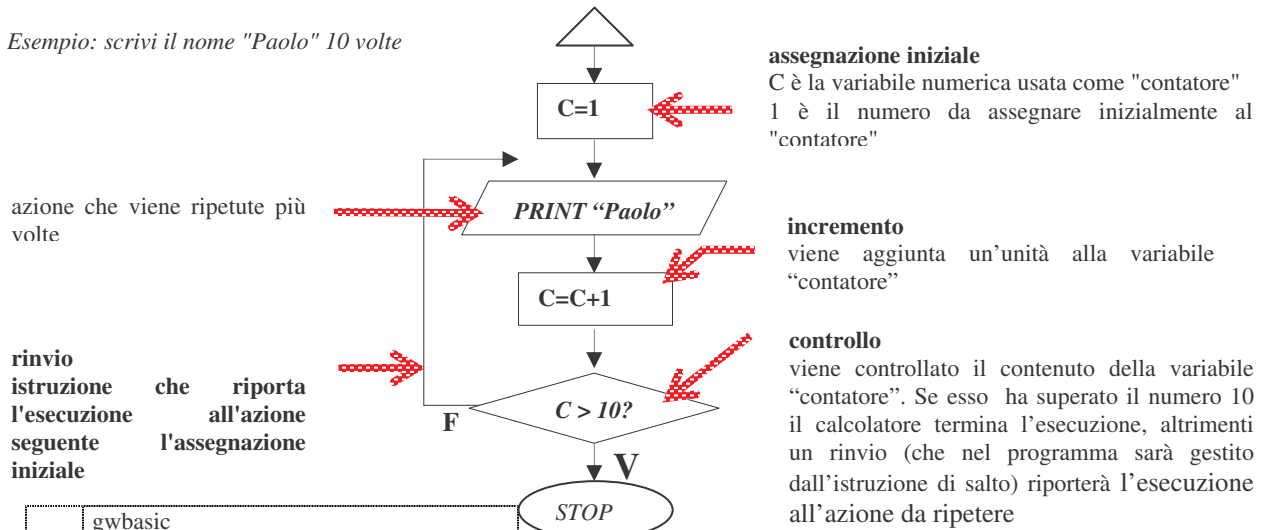 Esempio: scrivi il nome "Paolo" 10 volte
assegnazione iniziale
C è la variabile numerica usata come "contatore"
1 è il numero da assegnare inizialmente al
"contatore"
C=1
azione che viene ripetute più
volte
PRINT “Paolo”
incremento
viene aggiunta un’unità alla variabile
“contatore”
C=C+1
rinvio
istruzione che riporta
l'esecuzione all'azione
seguente l'assegnazione
iniziale
controllo
viene controllato il contenuto della variabile
“contatore”. Se esso ha superato il numero 10
il calcolatore termina l’esecuzione, altrimenti
un rinvio (che nel programma sarà gestito
dall’istruzione di salto) riporterà l’esecuzione
all’azione da ripetere
C > 10?
F
V
STOP
gwbasic